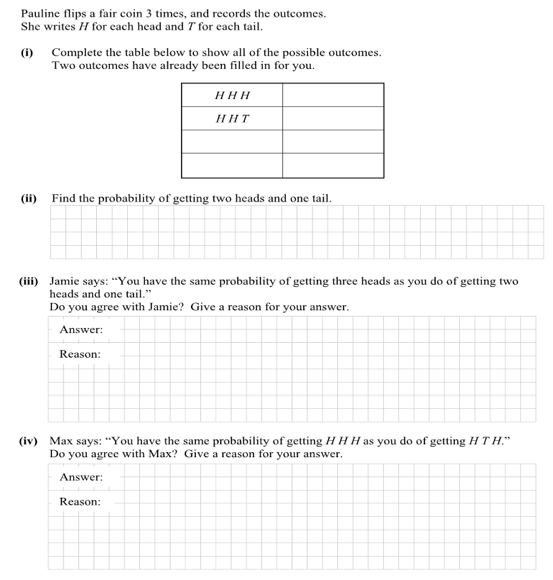 Pauline flips a fair coin 3 times, and records the outcomes.
She writes H for each head and T for each tail.
(i) Complete the table below to show all of the possible outcomes.
Two outcomes have already been filled in for you.
H H H
H H T
(ii) Find the probability of getting two heads and one tail.
(iii) Jamie says: “You have the same probability of getting three heads as you do of getting two
heads and one tail.”
Do you agree with Jamie? Give a reason for your answer.
Answer:
Reason:
(iv) Max says: “You have the same probability of getting H H H as you do of getting H T H.”
Do you agree with Max? Give a reason for your answer.
Answer:
Reason: